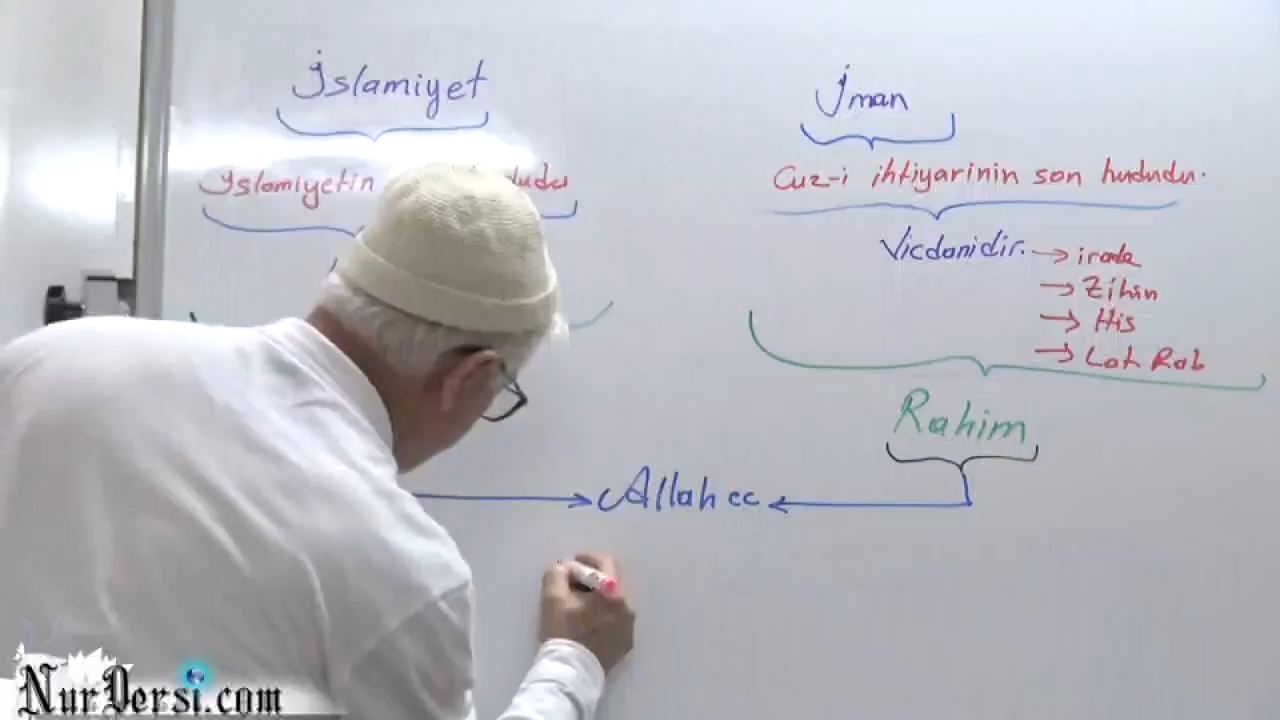 İslamiyet
İslamiyetin
İman
Cuz-i ihtiyarinin son hududu.
Vicdanidir. → irade
→ Zihin
→ His
→ Lat. Rab
Rahim
Allah cc
NurDersi.com